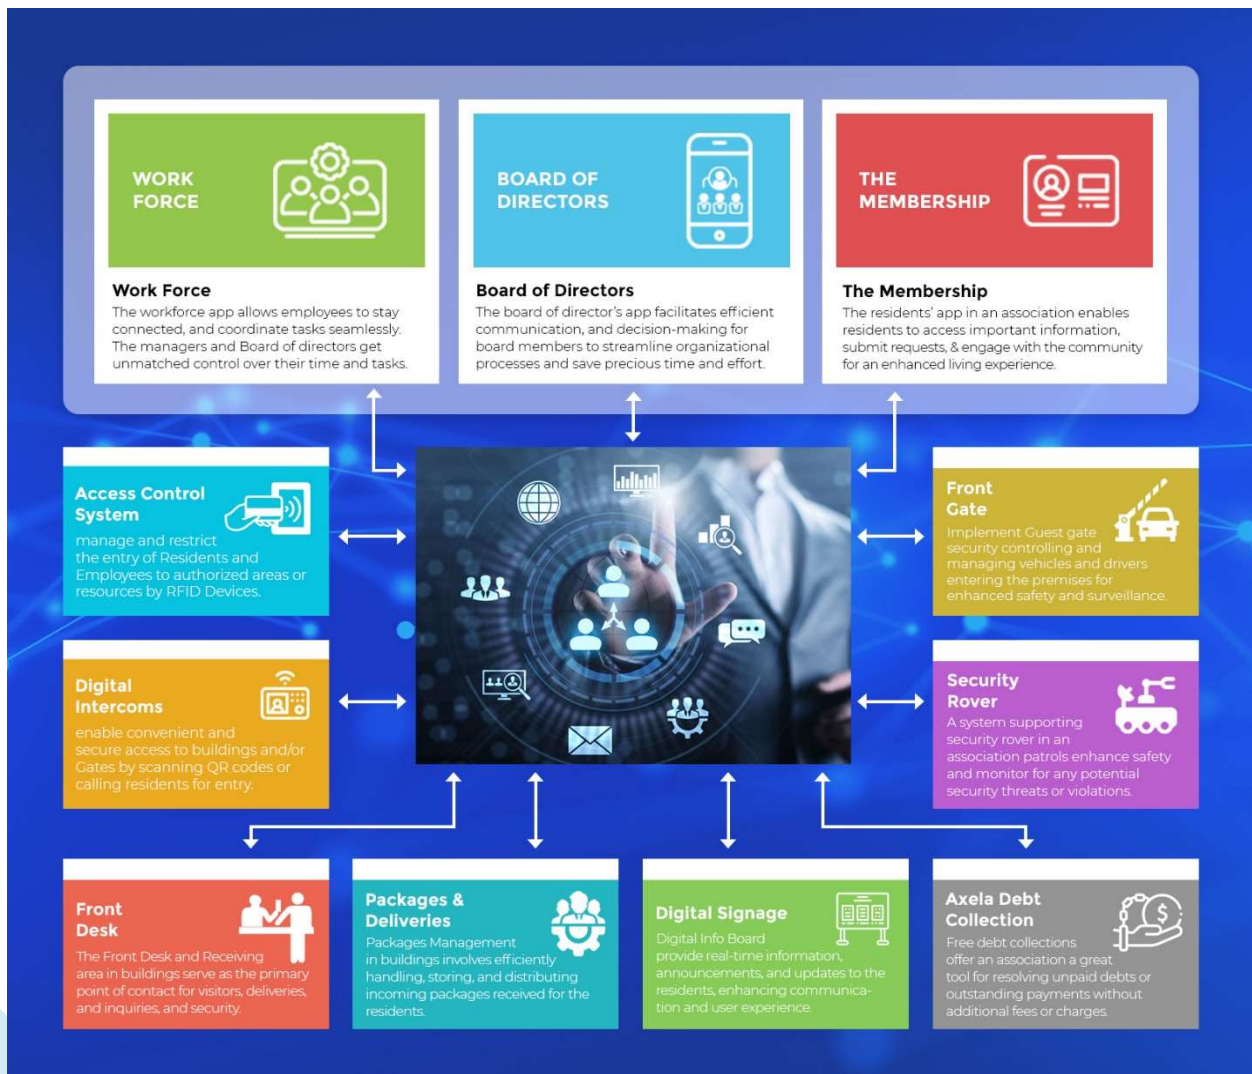 WORK
FORCE
BOARD OF
DIRECTORS
THE
MEMBERSHIP
Work Force
The workforce app allows employees to stay
connected, and coordinate tasks seamlessly.
The managers and Board of directors get
unmatched control over their time and tasks.
Board of Directors
The board of director's app facilitates efficient
communication, and decision-making for
board members to streamline organizational
processes and save precious time and effort.
The Membership
The residents' app in an association enables
residents to access important information,
submit requests, & engage with the community
for an enhanced living experience.
Access Control
System
manage and restrict
the entry of Residents and
Employees to authorized areas or
resources by RFID Devices.
Front
Gate
Implement Guest gate
security controlling and
managing vehicles and drivers
entering the premises for
enhanced safety and surveillance.
Digital
Intercoms
enable convenient and
secure access to buildings and/or
Gates by scanning QR codes or
calling residents for entry.
Security
Rover
A system supporting
security rover in an
association patrols enhance safety
and monitor for any potential
security threats or violations.
Front
Desk
The Front Desk and Receiving
area in buildings serve as the primary
point of contact for visitors, deliveries,
and inquiries, and security.
Packages &
Deliveries
Packages Management
in buildings involves efficiently
handling, storing, and distributing
incoming packages received for the
residents.
Digital Signage
Digital Info Board
provide real-time information,
announcements, and updates to the
residents, enhancing communica-
tion and user experience.
Axela Debt
Collection
Free debt collections
offer an association a great
tool for resolving unpaid debts or
outstanding payments without
additional fees or charges.